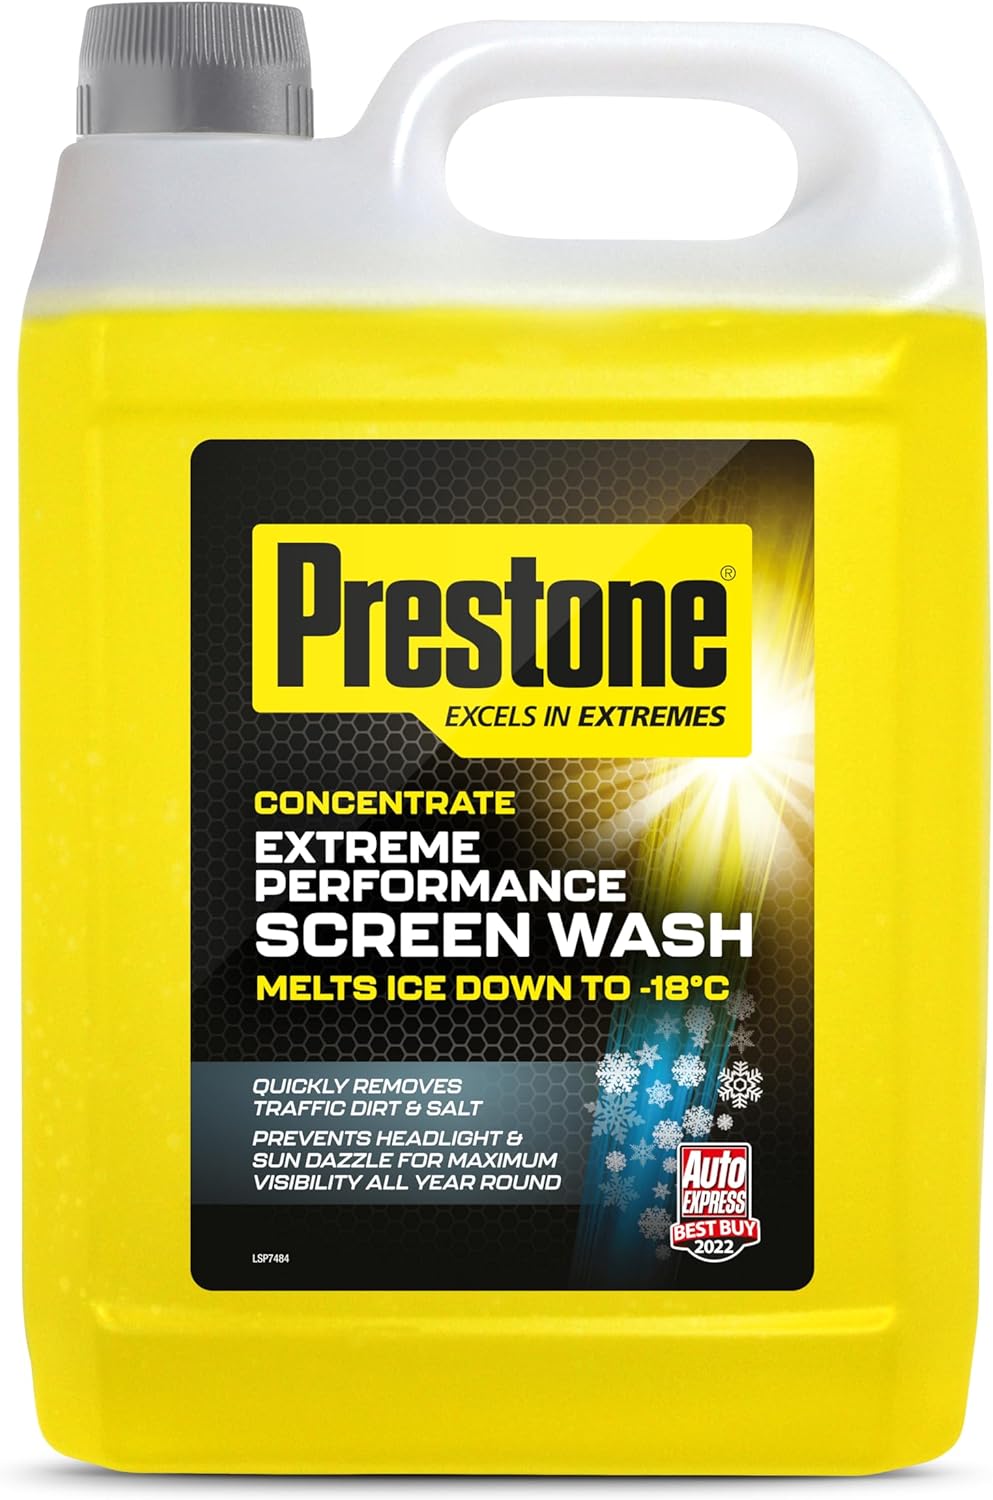 Prestone®
EXCELS IN EXTREMES
CONCENTRATE
EXTREME
PERFORMANCE
SCREEN WASH
MELTS ICE DOWN TO -18°C
QUICKLY REMOVES
TRAFFIC DIRT & SALT
PREVENTS HEADLIGHT &
SUN DAZZLE FOR MAXIMUM
VISIBILITY ALL YEAR ROUND
Auto
EXPRESS
BEST BUY
2022
LSP7484